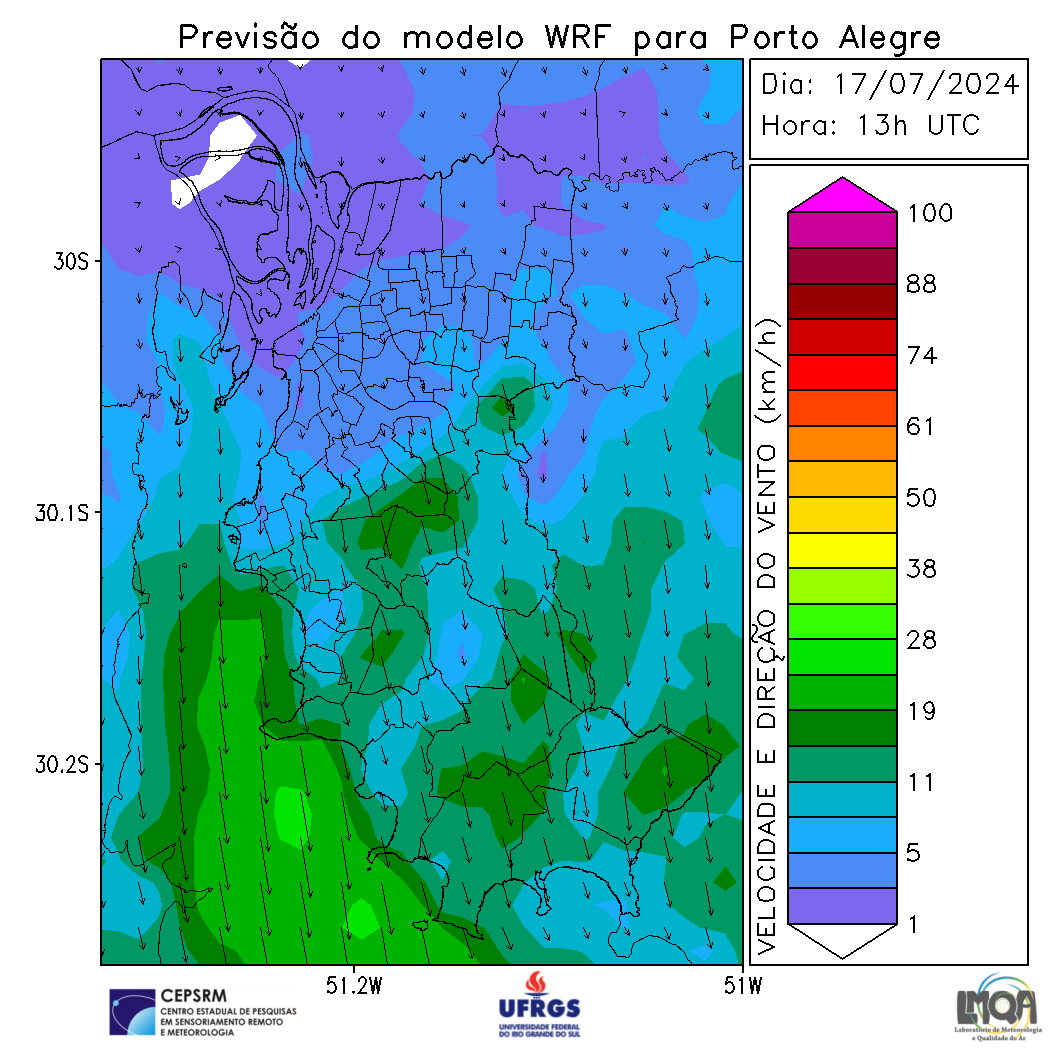 Previsão do modelo WRF para Porto Alegre
Dia: 17/07/2024
Hora: 13h UTC
30S
30.1S
30.2S
51.2W
51W
VELOCIDADE E DIREÇÃO DO VENTO (km/h)
100
88
74
61
50
38
28
19
11
5
1
CEPSRM
CENTRO ESTADUAL DE PESQUISAS
EM SENSORIAMENTO REMOTO
E METEOROLOGIA
UFRGS
UNIVERSIDADE FEDERAL
DO RIO GRANDE DO SUL
LMQA
Laboratório de Meteorologia
e Qualidade do Ar